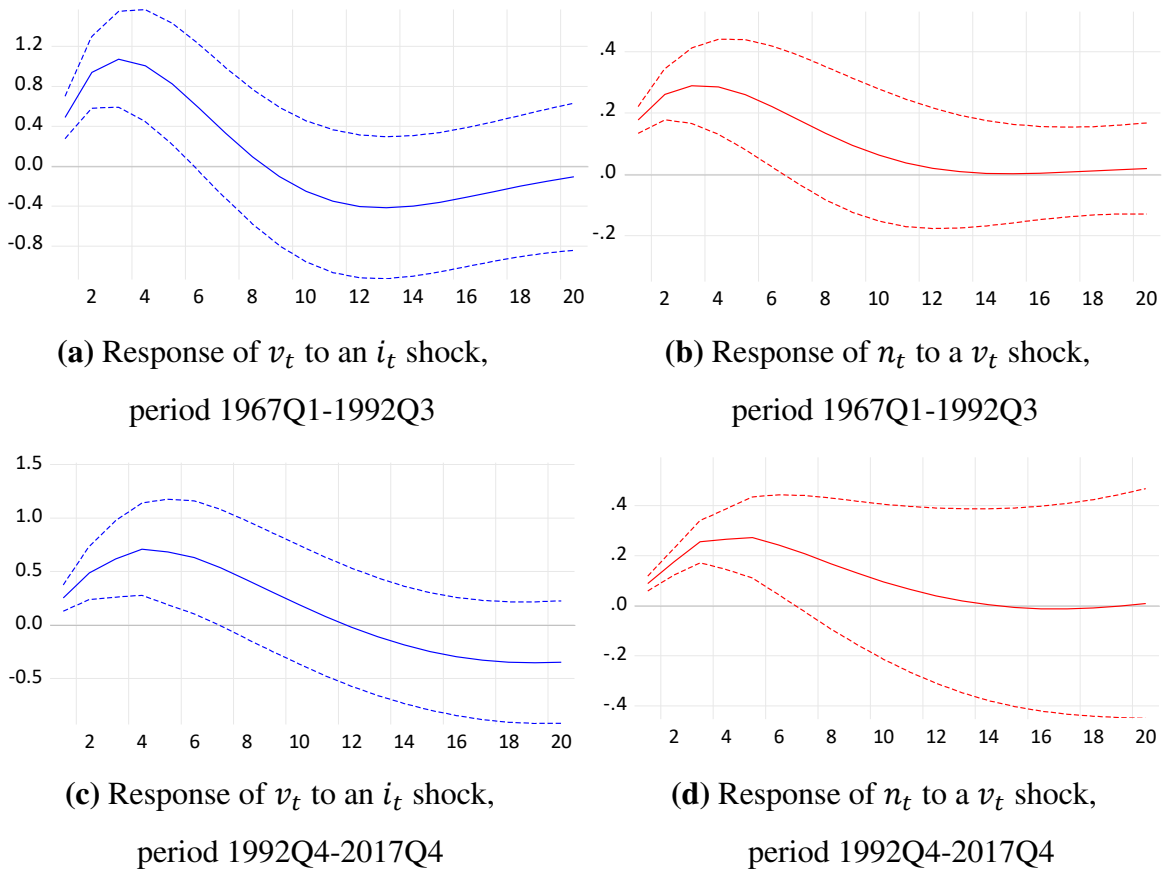 1.2
0.8
0.4
0.0
-0.4
-0.8
2 4 6 8 10 12 14 16 18 20
.4
.2
.0
-.2
2 4 6 8 10 12 14 16 18 20
(a) Response of v_t to an i_t shock,
period 1967Q1-1992Q3
(b) Response of n_t to a v_t shock,
period 1967Q1-1992Q3
1.5
1.0
0.5
0.0
-0.5
2 4 6 8 10 12 14 16 18 20
.4
.2
.0
-.2
-.4
2 4 6 8 10 12 14 16 18 20
(c) Response of v_t to an i_t shock,
period 1992Q4-2017Q4
(d) Response of n_t to a v_t shock,
period 1992Q4-2017Q4